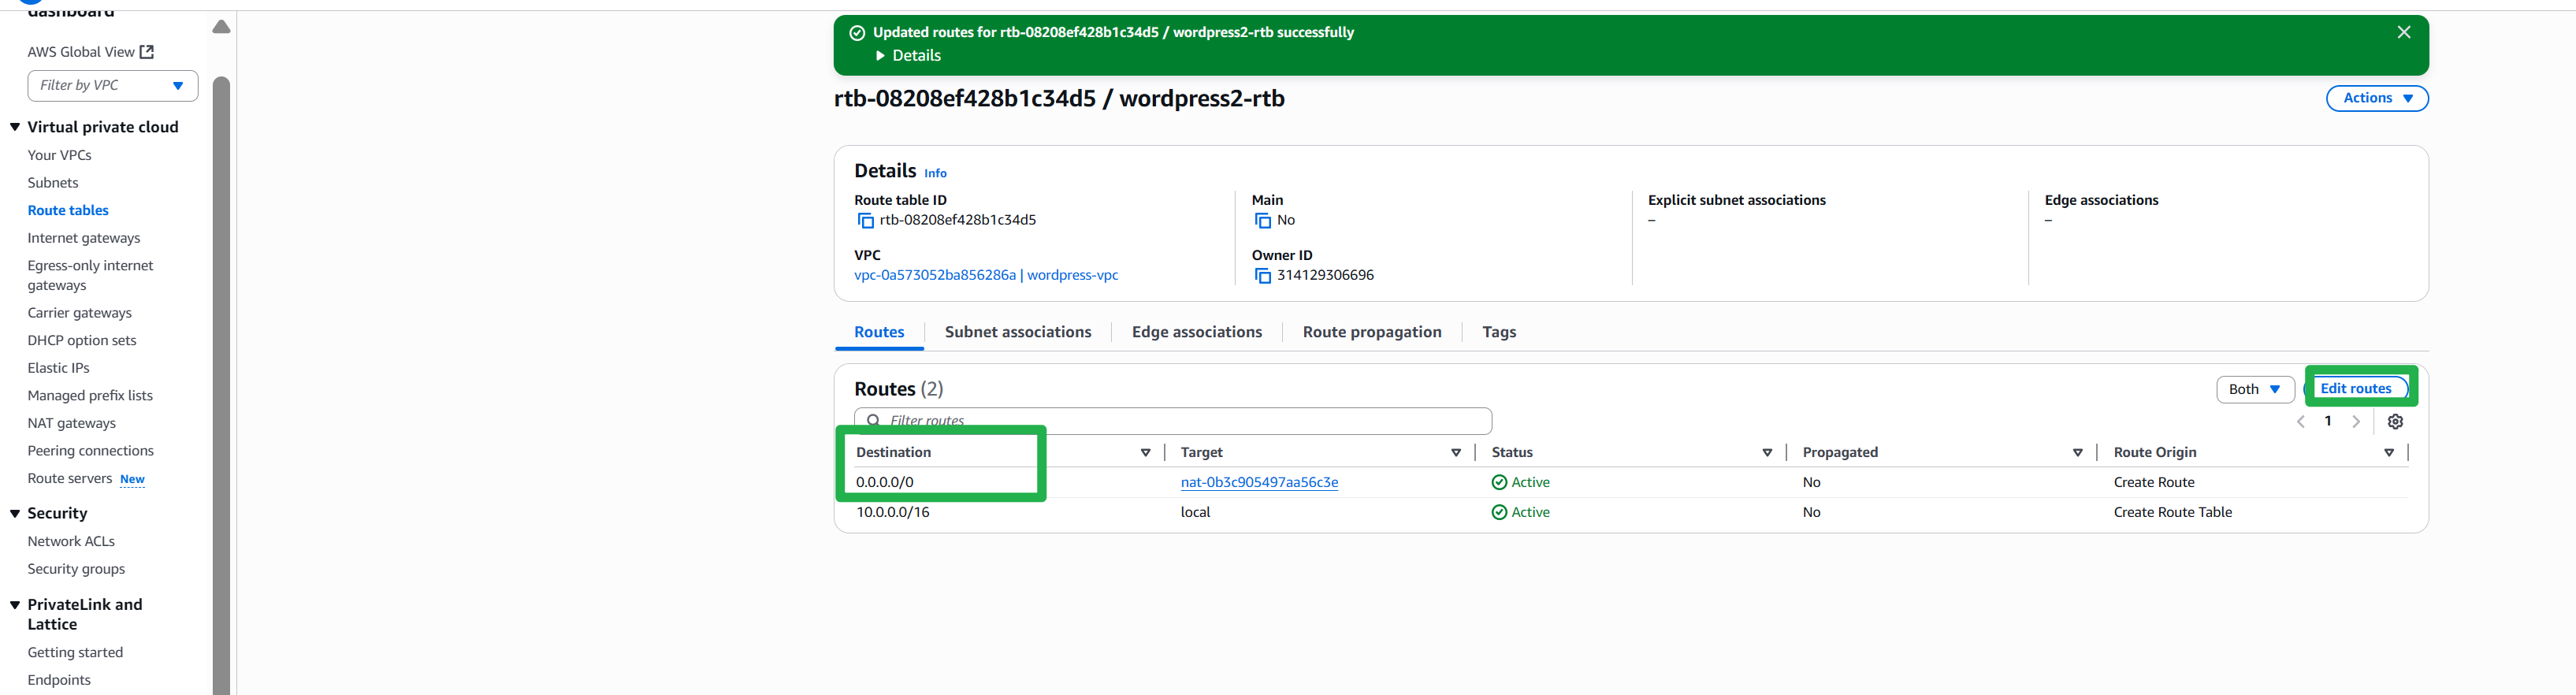 dashboard
AWS Global View
Filter by VPC
Virtual private cloud
Your VPCs
Subnets
Route tables
Internet gateways
Egress-only internet
gateways
Carrier gateways
DHCP option sets
Elastic IPs
Managed prefix lists
NAT gateways
Peering connections
Route servers New
Security
Network ACLs
Security groups
PrivateLink and
Lattice
Getting started
Endpoints
Updated routes for rtb-08208ef428b1c34d5 / wordpress2-rtb successfully
Details
rtb-08208ef428b1c34d5 / wordpress2-rtb
Actions
Details Info
Route table ID
rtb-08208ef428b1c34d5
Main
No
Explicit subnet associations
–
Edge associations
–
VPC
vpc-0a573052ba856286a | wordpress-vpc
Owner ID
314129306696
Routes Subnet associations Edge associations Route propagation Tags
Routes (2)
Both Edit routes
Filter routes
1
Destination Target Status Propagated Route Origin
0.0.0.0/0 nat-0b3c905497aa56c3e Active No Create Route
10.0.0.0/16 local Active No Create Route Table